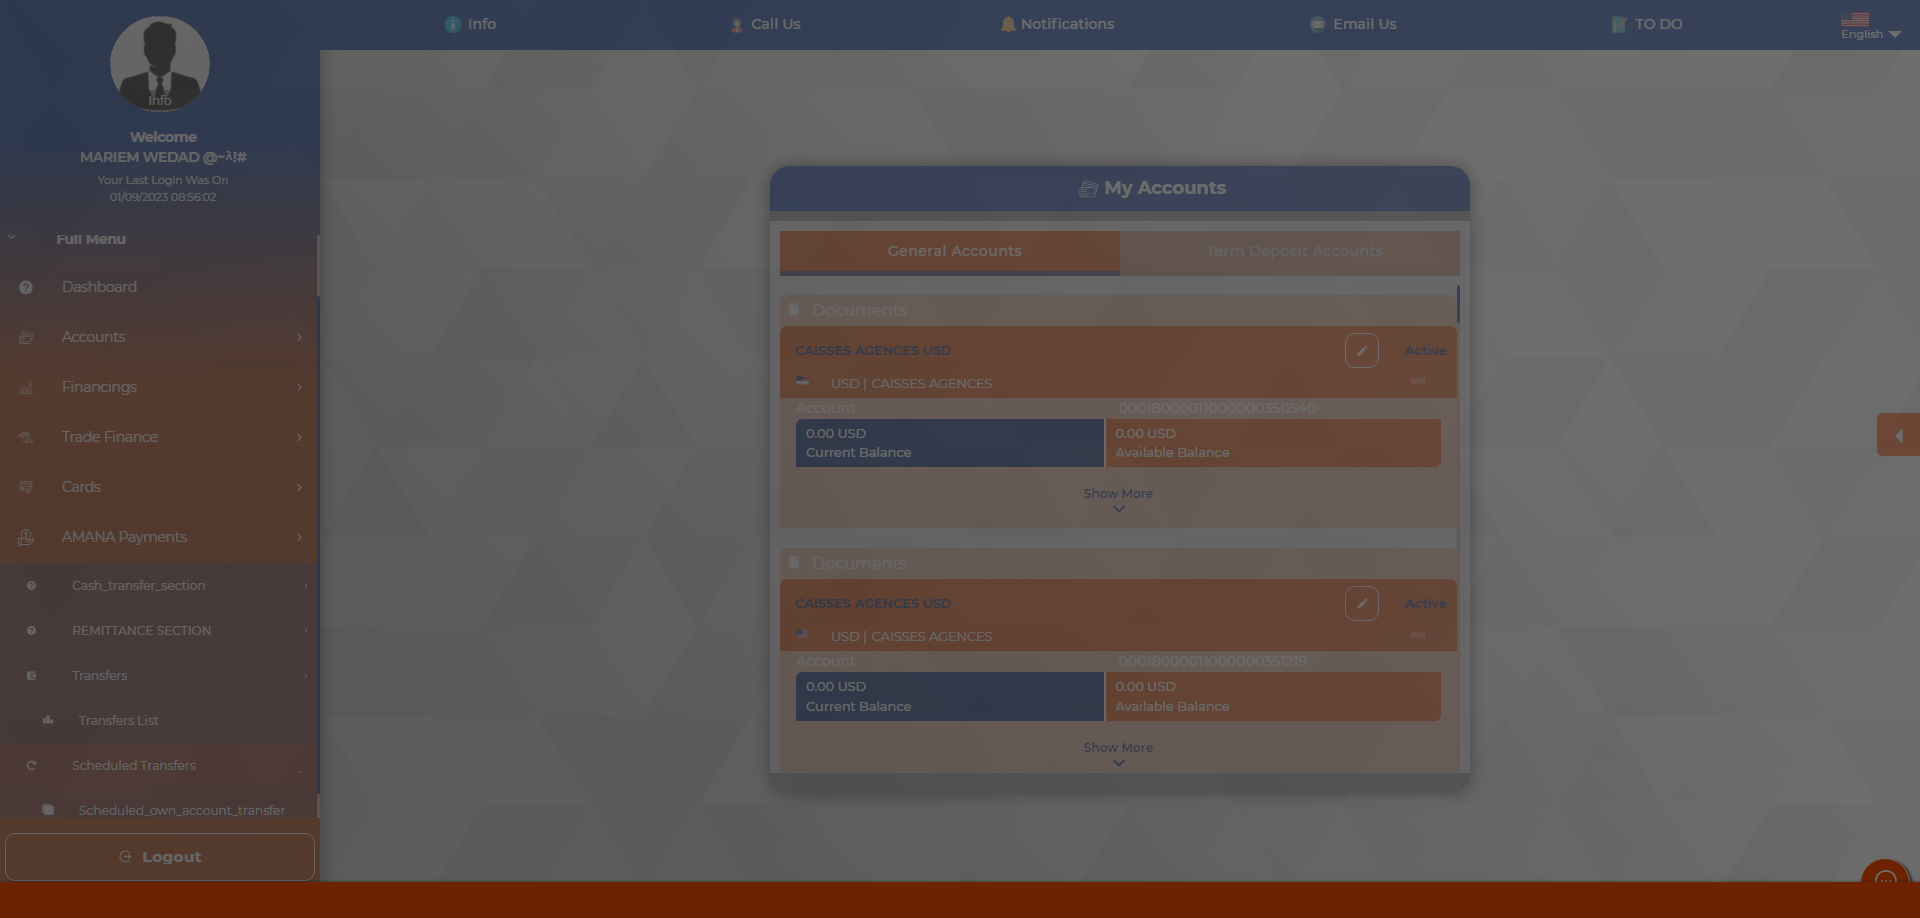 Info
Call Us
Notifications
Email Us
TO DO
English
Info
Welcome
MARIEM WEDAD @~λ!#
Your Last Login Was On
01/09/2023 08:56:02
Full Menu
Dashboard
Accounts
Financings
Trade Finance
Cards
AMANA Payments
Cash_transfer_section
REMITTANCE SECTION
Transfers
Transfers List
Scheduled Transfers
Scheduled_own_account_transfer
Logout
My Accounts
General Accounts
Term Deposit Accounts
Documents
CAISSES AGENCES USD
Active
USD | CAISSES AGENCES
Account
00018000011000000350540
0.00 USD
Current Balance
0.00 USD
Available Balance
Show More
Documents
CAISSES AGENCES USD
Active
USD | CAISSES AGENCES
Account
00018000011000000351219
0.00 USD
Current Balance
0.00 USD
Available Balance
Show More